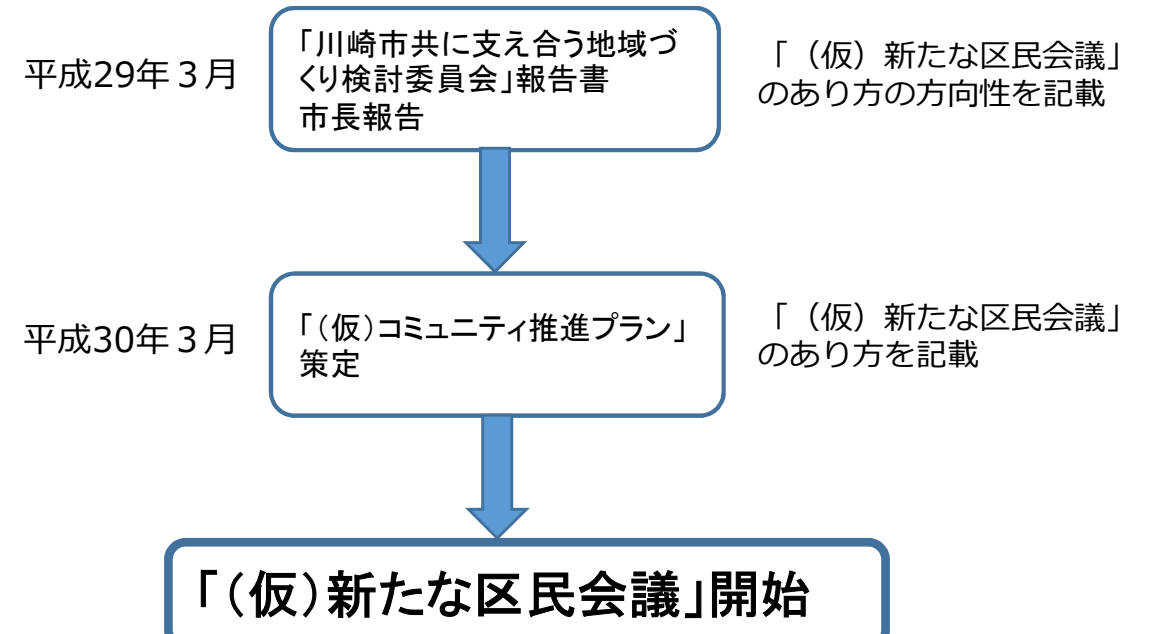 平成29年３月
「川崎市共に支え合う地域づ
くり検討委員会」報告書
市長報告
「（仮）新たな区民会議」
のあり方の方向性を記載
平成30年３月
「（仮）コミュニティ推進プラン」
策定
「（仮）新たな区民会議」
のあり方を記載
「（仮）新たな区民会議」開始